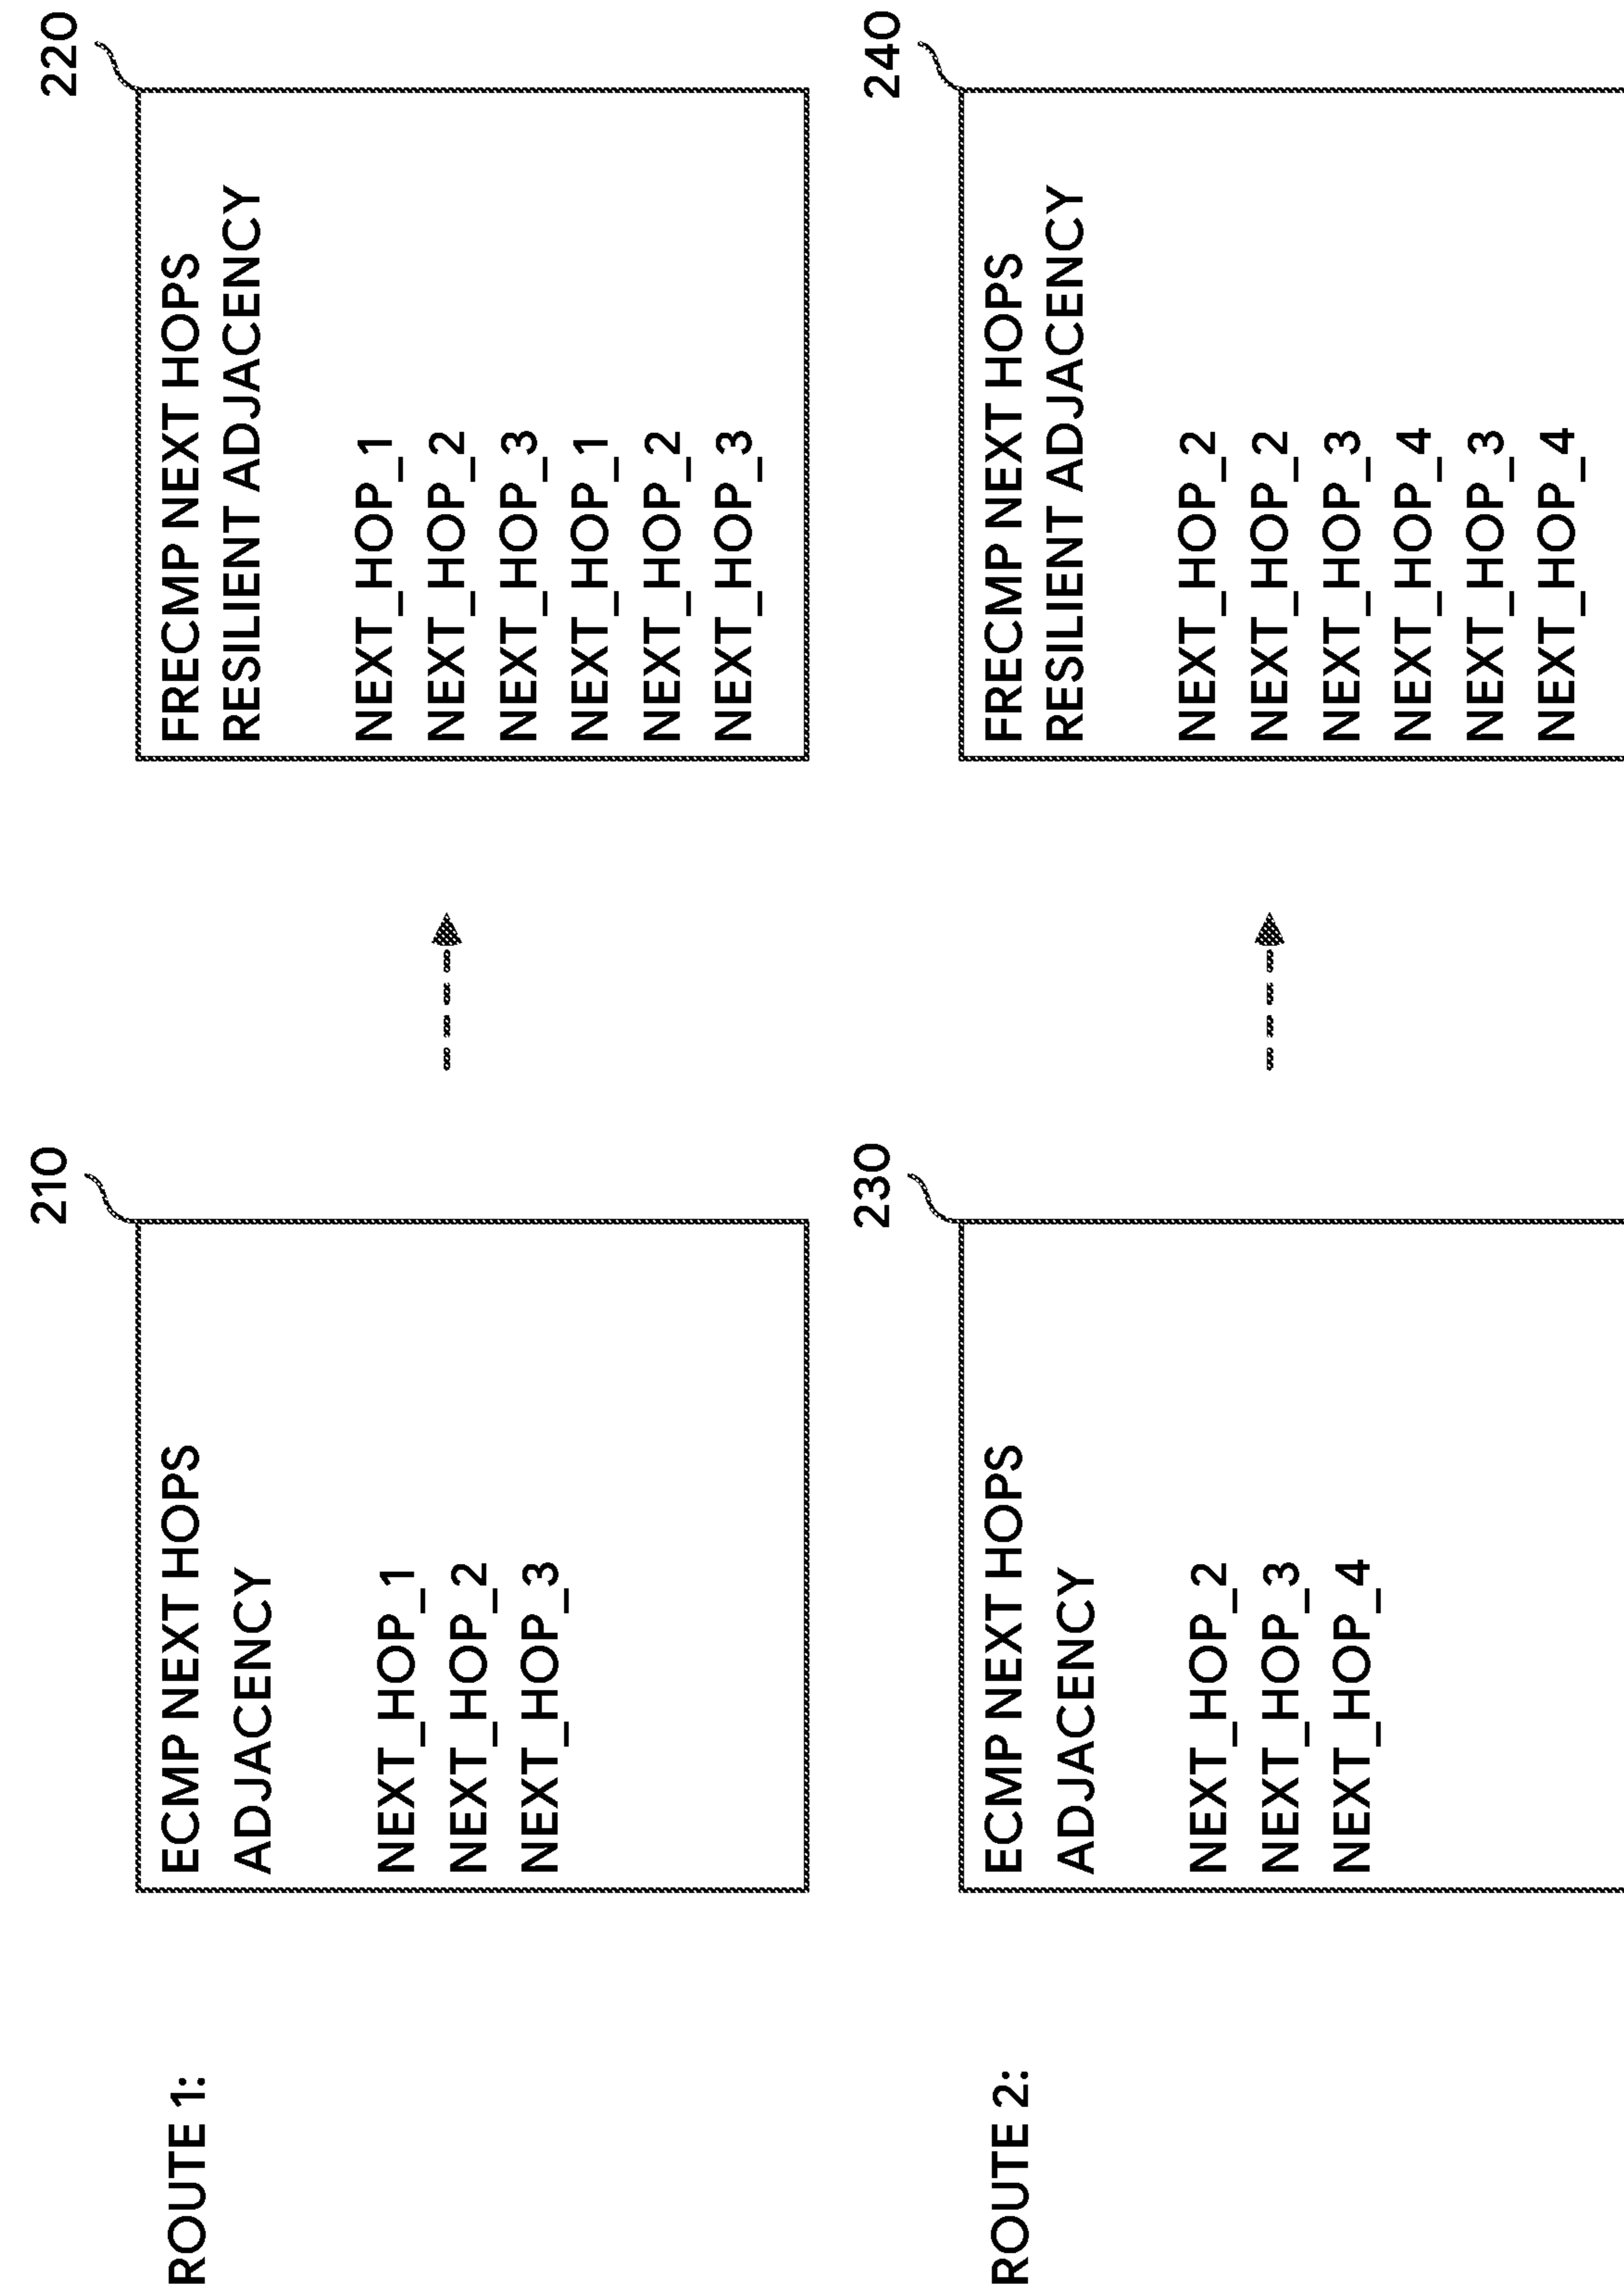 ROUTE 1:
210
ECMP NEXT HOPS
ADJACENCY
NEXT_HOP_1
NEXT_HOP_2
NEXT_HOP_3
220
FRECMP NEXT HOPS
RESILIENT ADJACENCY
NEXT_HOP_1
NEXT_HOP_2
NEXT_HOP_3
NEXT_HOP_1
NEXT_HOP_2
NEXT_HOP_3
ROUTE 2:
230
ECMP NEXT HOPS
ADJACENCY
NEXT_HOP_2
NEXT_HOP_3
NEXT_HOP_4
240
FRECMP NEXT HOPS
RESILIENT ADJACENCY
NEXT_HOP_2
NEXT_HOP_2
NEXT_HOP_3
NEXT_HOP_4
NEXT_HOP_3
NEXT_HOP_4